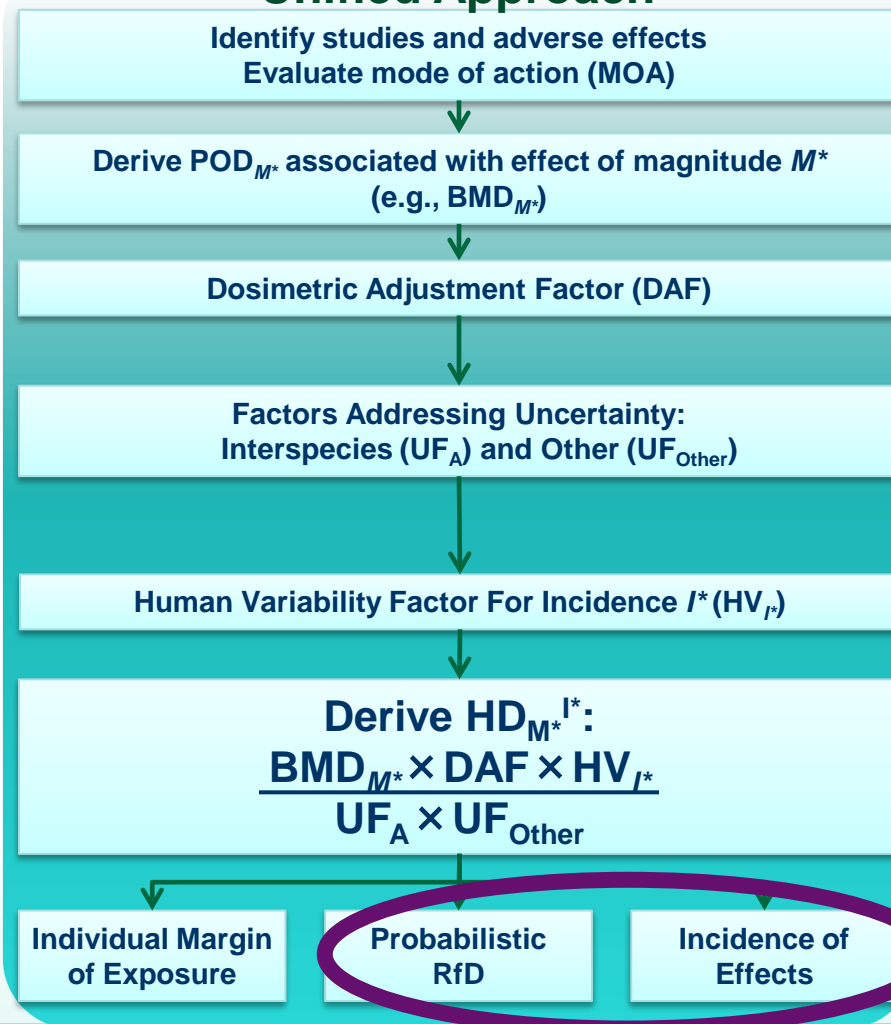 Unified Approach
Identify studies and adverse effects
Evaluate mode of action (MOA)
Derive POD_M* associated with effect of magnitude M*
(e.g., BMD_M*)
Dosimetric Adjustment Factor (DAF)
Factors Addressing Uncertainty:
Interspecies (UF_A) and Other (UF_Other)
Human Variability Factor For Incidence I* (HV_I*)
Derive HD_M*^I*:
BMD_M* × DAF × HV_I*
UF_A × UF_Other
Individual Margin
of Exposure
Probabilistic
RfD
Incidence of
Effects